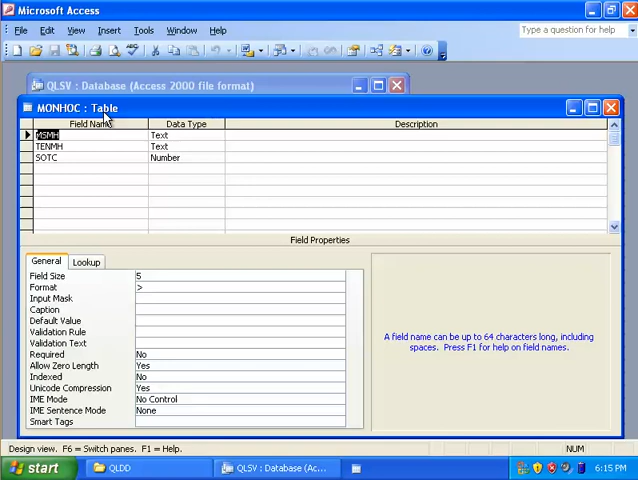 File Edit View Insert Tools Window Help Type a question for help
QLSV : Database (Access 2000 file format)
MONHOC : Table
Field Name Data Type Description
MSMH Text
TENMH Text
SOTC Number
Field Properties
General Lookup
Field Size 5
Format >
Input Mask
Caption
Default Value
Validation Rule
Validation Text
Required No
Allow Zero Length Yes
Indexed No
Unicode Compression Yes
IME Mode No Control
IME Sentence Mode None
Smart Tags
A field name can be up to 64 characters long, including
spaces. Press F1 for help on field names.
Design view. F6 = Switch panes. F1 = Help. NUM
start QLDD QLSV : Database (Ac... 6:15 PM